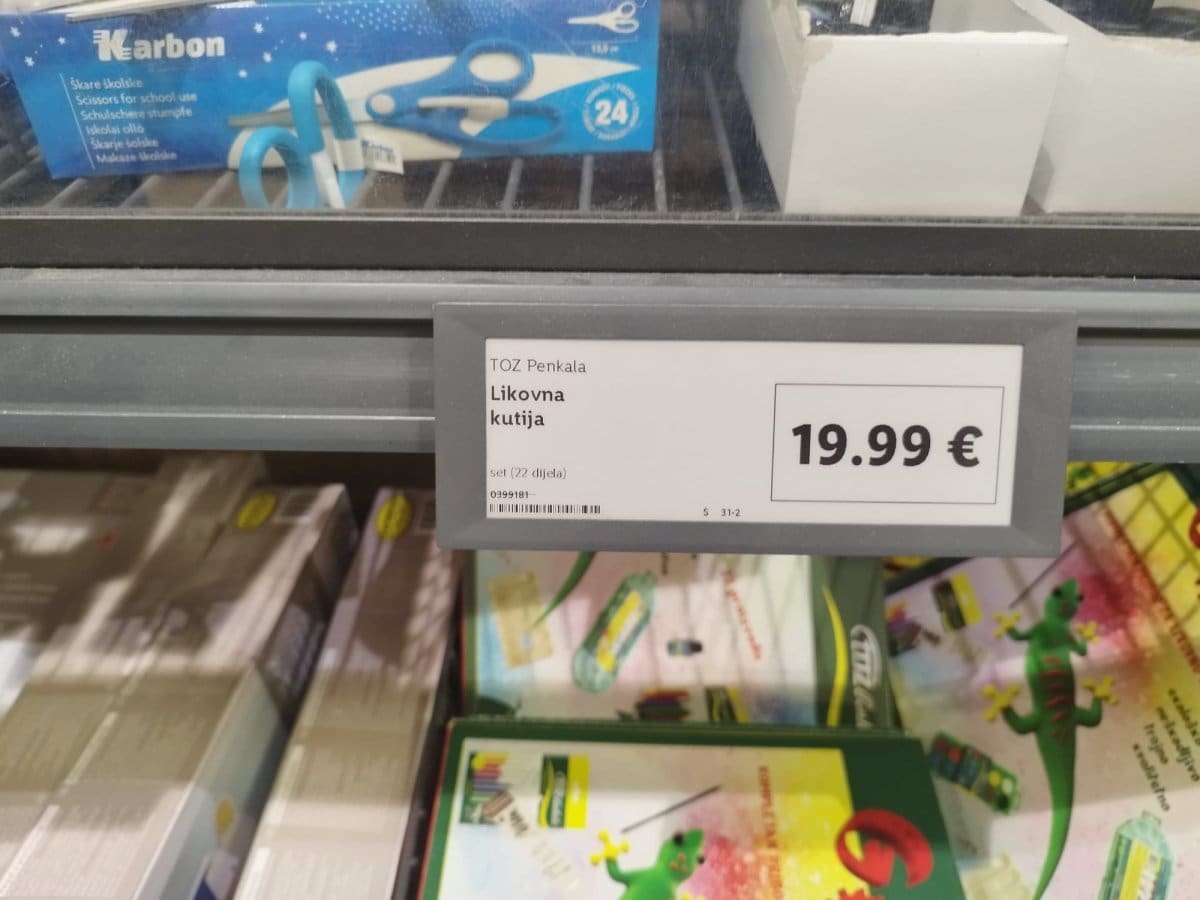 Karbon
Škare školske
Scissors for school use
Schulschere stumpfe
Iskolai olló
Škarje šolske
Makaze školske
24
TOZ Penkala
Likovna
kutija
19.99 €
set (22 dijela)
0399181
S 31-2